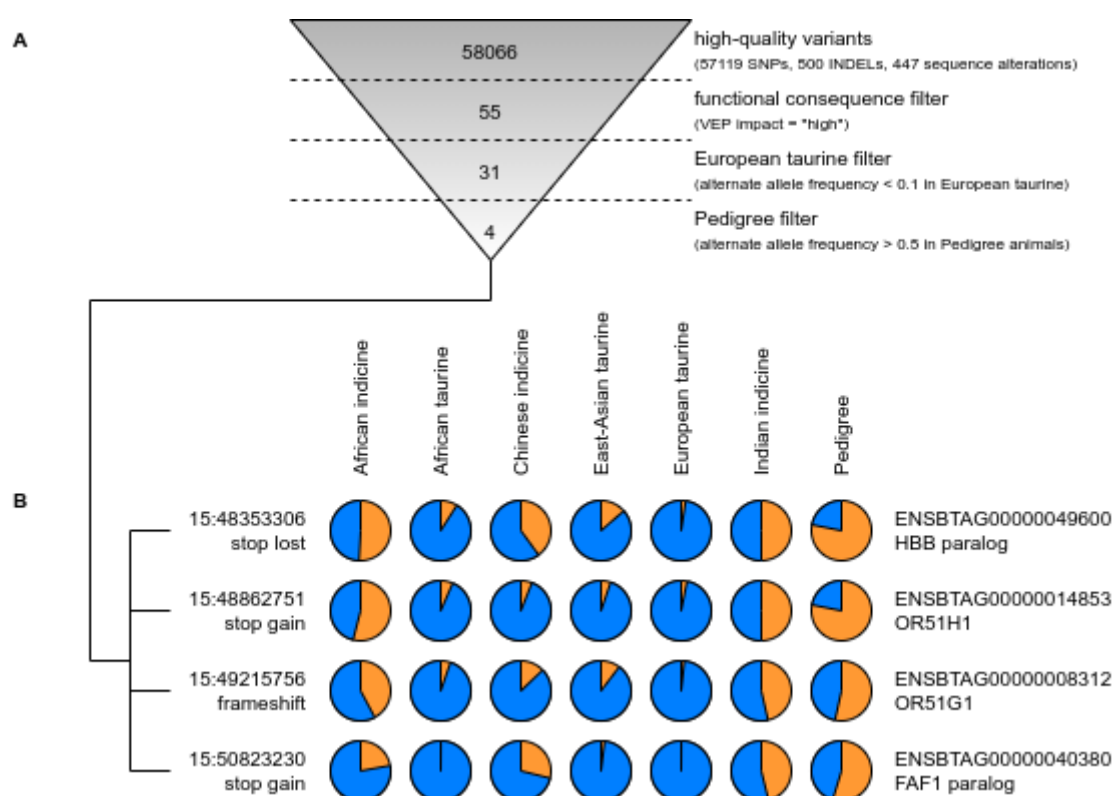 A
58066
high-quality variants
(57119 SNPs, 500 INDELs, 447 sequence alterations)
55
functional consequence filter
(VEP impact = "high")
31
European taurine filter
(alternate allele frequency < 0.1 in European taurine)
4
Pedigree filter
(alternate allele frequency > 0.5 in Pedigree animals)
African indicine
African taurine
Chinese indicine
East-Asian taurine
European taurine
Indian indicine
Pedigree
B
15:48353306
stop lost
ENSBTAG00000049600
HBB paralog
15:48862751
stop gain
ENSBTAG00000014853
OR51H1
15:49215756
frameshift
ENSBTAG00000008312
OR51G1
15:50823230
stop gain
ENSBTAG00000040380
FAF1 paralog